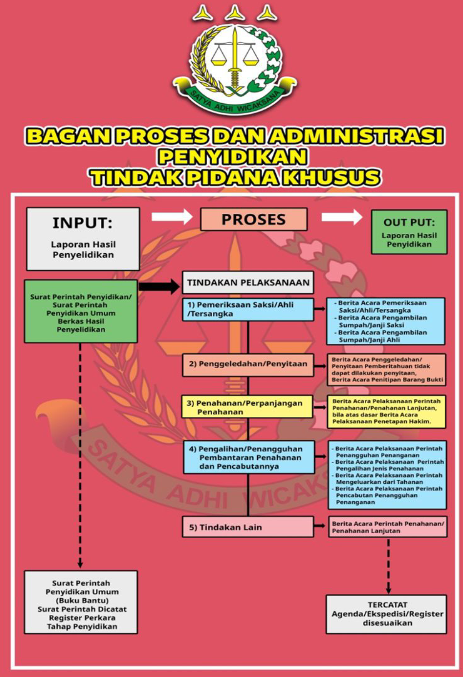 SATYA ADHI WICAKSANA
BAGAN PROSES DAN ADMINISTRASI
PENYIDIKAN
TINDAK PIDANA KHUSUS
INPUT:
Laporan Hasil
Penyelidikan
PROSES
OUT PUT:
Laporan Hasil
Penyidikan
Surat Perintah Penyidikan/
Surat Perintah
Penyidikan Umum
Berkas Hasil
Penyelidikan
TINDAKAN PELAKSANAAN
1) Pemeriksaan Saksi/Ahli
/Tersangka
- Berita Acara Pemeriksaan
Saksi/Ahli/Tersangka
- Berita Acara Pengambilan
Sumpah/Janji Saksi
- Berita Acara Pengambilan
Sumpah/Janji Ahli
2) Penggeledahan/Penyitaan
Berita Acara Penggeledahan/
Penyitaan Pemberitahuan tidak
dapat dilakukan penyitaan,
Berita Acara Penitipan Barang Bukti
3) Penahanan/Perpanjangan
Penahanan
Berita Acara Pelaksanaan Perintah
Penahanan/Penahanan Lanjutan,
bila atas dasar Berita Acara
Pelaksanaan Penetapan Hakim.
4) Pengalihan/Penangguhan
Pembantaran Penahanan
dan Pencabutannya
- Berita Acara Pelaksanaan Perintah
Penangguhan Penanganan
- Berita Acara Pelaksanaan Perintah
Pengalihan Jenis Penahanan
- Berita Acara Pelaksanaan Perintah
Mengeluarkan dari Tahanan
- Berita Acara Pelaksanaan Perintah
Pencabutan Penangguhan
Penanganan
SATYA ADHI WICAKSANA
5) Tindakan Lain
Berita Acara Perintah Penahanan/
Penahanan Lanjutan
Surat Perintah
Penyidikan Umum
(Buku Bantu)
Surat Perintah Dicatat
Register Perkara
Tahap Penyidikan
TERCATAT
Agenda/Ekspedisi/Register
disesuaikan